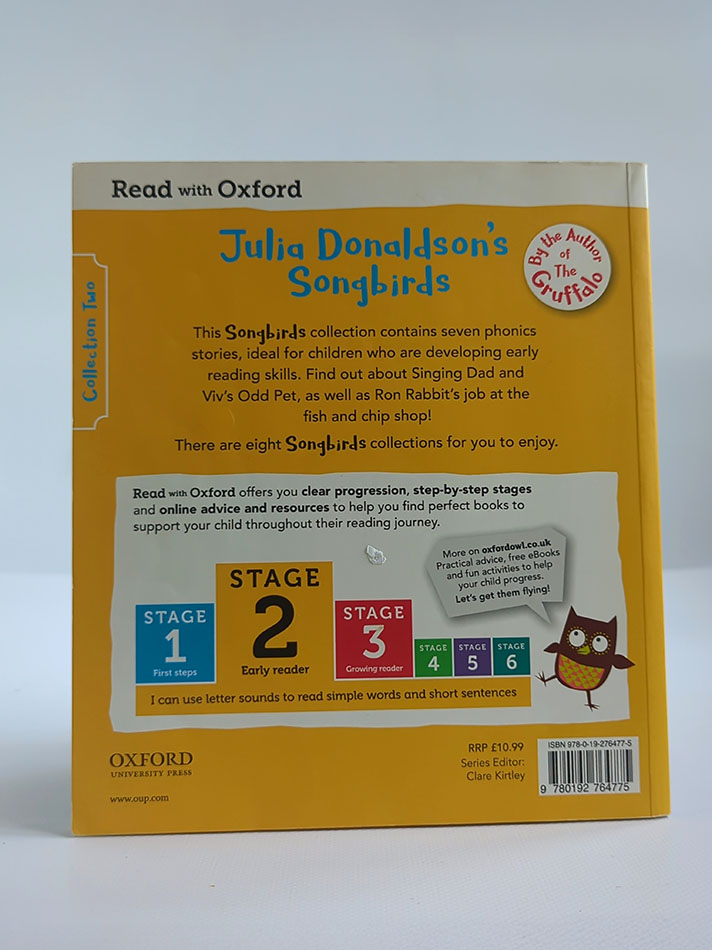 Read with Oxford
Julia Donaldson's
Songbirds
By the Author
of
The
Gruffalo
Collection Two
This Songbirds collection contains seven phonics
stories, ideal for children who are developing early
reading skills. Find out about Singing Dad and
Viv's Odd Pet, as well as Ron Rabbit's job at the
fish and chip shop!
There are eight Songbirds collections for you to enjoy.
Read with Oxford offers you clear progression, step-by-step stages
and online advice and resources to help you find perfect books to
support your child throughout their reading journey.
More on oxfordowl.co.uk
Practical advice, free eBooks
and fun activities to help
your child progress.
Let's get them flying!
STAGE
1
First steps
STAGE
2
Early reader
STAGE
3
Growing reader
STAGE
4
STAGE
5
STAGE
6
I can use letter sounds to read simple words and short sentences
OXFORD
UNIVERSITY PRESS
www.oup.com
RRP £10.99
Series Editor:
Clare Kirtley
ISBN 978-0-19-276477-5
9 780192 764775